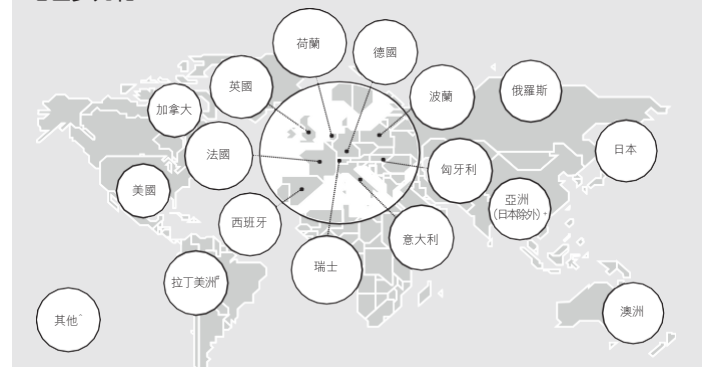 荷蘭
德國
英國
波蘭
俄羅斯
加拿大
法國
日本
匈牙利
美國
亞洲
(日本除外)+
西班牙
意大利
瑞士
拉丁美洲#
其他^
澳洲